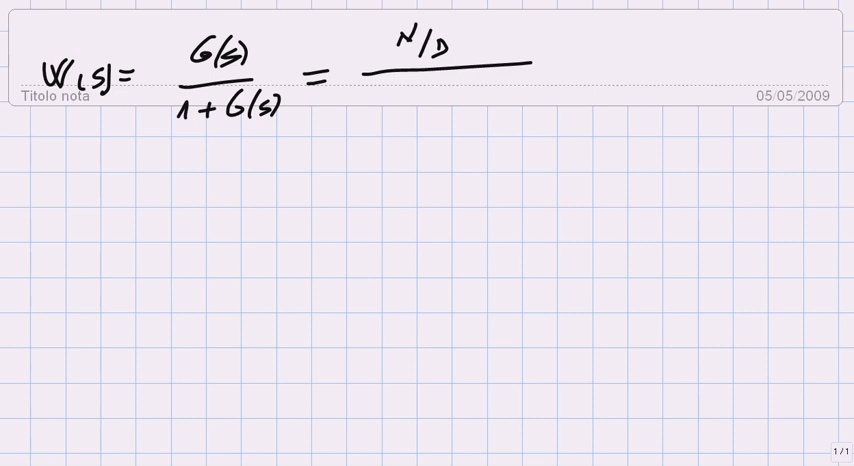 W(s) = G(s) / 1 + G(s) = N/D /
Titolo nota 05/05/2009
1/1